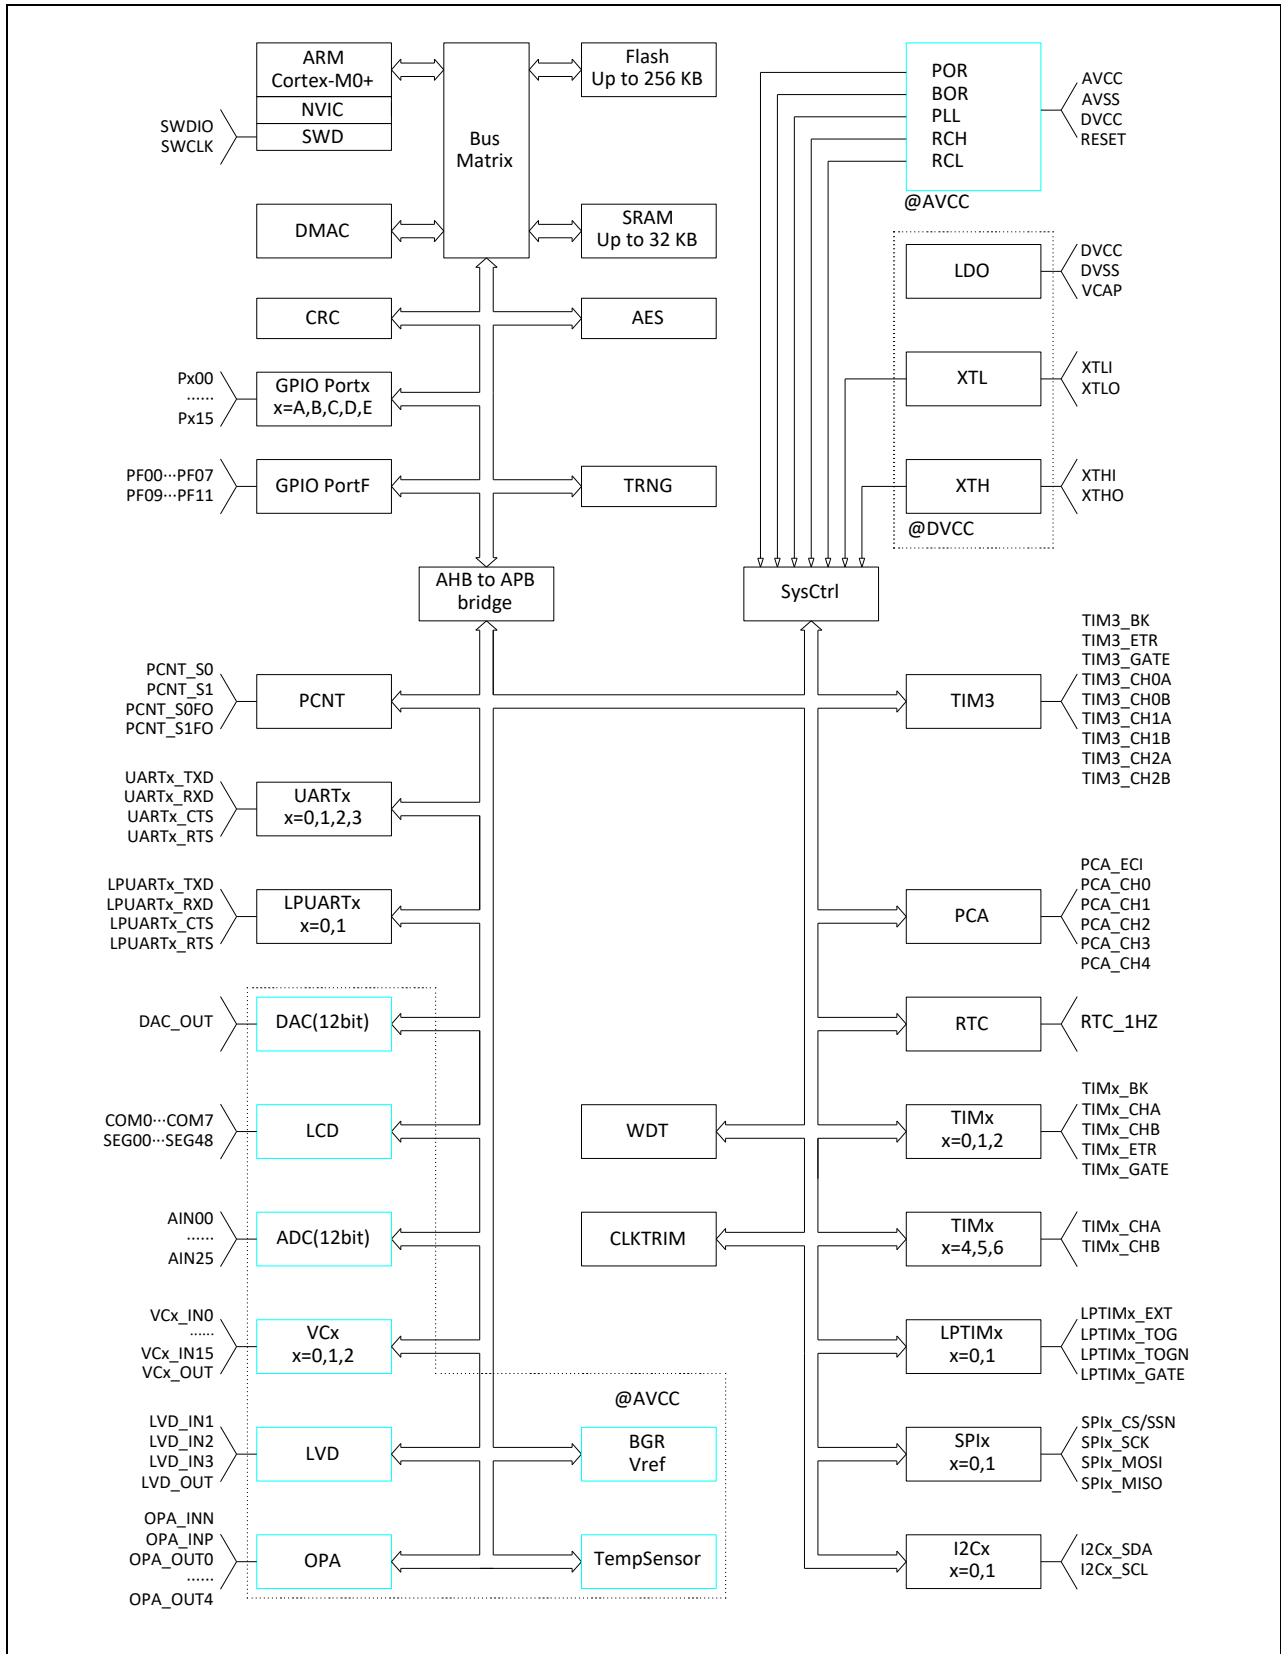 ARM
Cortex-M0+
NVIC
SWD
SWDIO
SWCLK
Bus
Matrix
Flash
Up to 256 KB
DMAC
SRAM
Up to 32 KB
POR
BOR
PLL
RCH
RCL
@AVCC
AVCC
AVSS
DVCC
RESET
LDO
DVCC
DVSS
VCAP
XTL
XTLI
XTLO
XTH
@DVCC
XTHI
XTHO
CRC
AES
Px00
······
Px15
GPIO Portx
x=A,B,C,D,E
PF00···PF07
PF09···PF11
GPIO PortF
TRNG
AHB to APB
bridge
SysCtrl
PCNT_S0
PCNT_S1
PCNT_S0FO
PCNT_S1FO
PCNT
TIM3
TIM3_BK
TIM3_ETR
TIM3_GATE
TIM3_CH0A
TIM3_CH0B
TIM3_CH1A
TIM3_CH1B
TIM3_CH2A
TIM3_CH2B
UARTx_TXD
UARTx_RXD
UARTx_CTS
UARTx_RTS
UARTx
x=0,1,2,3
LPUARTx_TXD
LPUARTx_RXD
LPUARTx_CTS
LPUARTx_RTS
LPUARTx
x=0,1
PCA
PCA_ECI
PCA_CH0
PCA_CH1
PCA_CH2
PCA_CH3
PCA_CH4
DAC_OUT
DAC(12bit)
RTC
RTC_1HZ
COM0···COM7
SEG00···SEG48
LCD
WDT
TIMx
x=0,1,2
TIMx_BK
TIMx_CHA
TIMx_CHB
TIMx_ETR
TIMx_GATE
AIN00
······
AIN25
ADC(12bit)
CLKTRIM
TIMx
x=4,5,6
TIMx_CHA
TIMx_CHB
VCx_IN0
······
VCx_IN15
VCx_OUT
VCx
x=0,1,2
LPTIMx
x=0,1
LPTIMx_EXT
LPTIMx_TOG
LPTIMx_TOGN
LPTIMx_GATE
@AVCC
LVD_IN1
LVD_IN2
LVD_IN3
LVD_OUT
LVD
BGR
Vref
SPIx
x=0,1
SPIx_CS/SSN
SPIx_SCK
SPIx_MOSI
SPIx_MISO
OPA_INN
OPA_INP
OPA_OUT0
······
OPA_OUT4
OPA
TempSensor
I2Cx
x=0,1
I2Cx_SDA
I2Cx_SCL